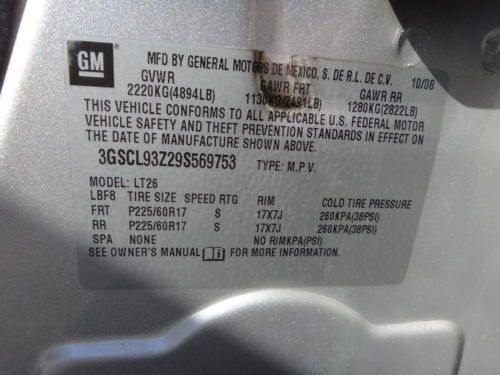 GM
MFD BY GENERAL MOTORS DE MEXICO, S. DE R.L. DE C.V. 10/08
GVWR GAWR FRT GAWR RR
2220KG(4894LB) 1130KG(2491LB) 1280KG(2822LB)
THIS VEHICLE CONFORMS TO ALL APPLICABLE U.S. FEDERAL MOTOR
VEHICLE SAFETY AND THEFT PREVENTION STANDARDS IN EFFECT ON
THE DATE OF MANUFACTURE SHOWN ABOVE.
3GSCL93Z29S569753 TYPE: M.P.V.
MODEL: LT26
LBF8 TIRE SIZE SPEED RTG RIM COLD TIRE PRESSURE
FRT P225/60R17 S 17X7J 260KPA(38PSI)
RR P225/60R17 S 17X7J 260KPA(38PSI)
SPA NONE NO RIMKPA(PSI)
SEE OWNER'S MANUAL FOR MORE INFORMATION.